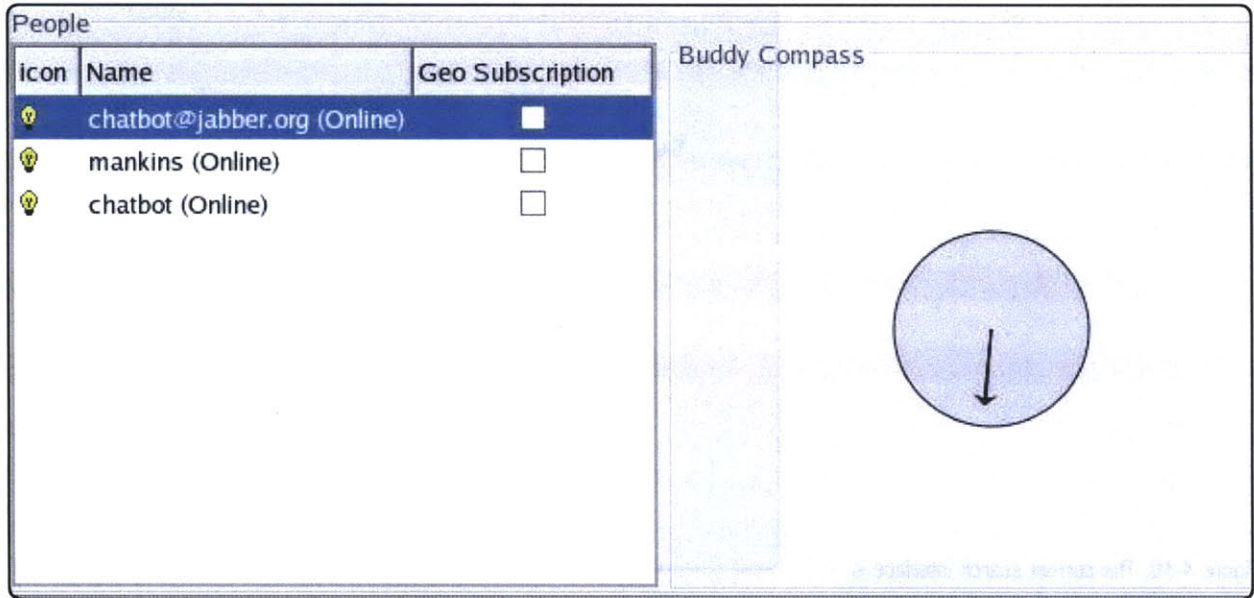 People
icon Name Geo Subscription
chatbot@jabber.org (Online)
mankins (Online)
chatbot (Online)
Buddy Compass